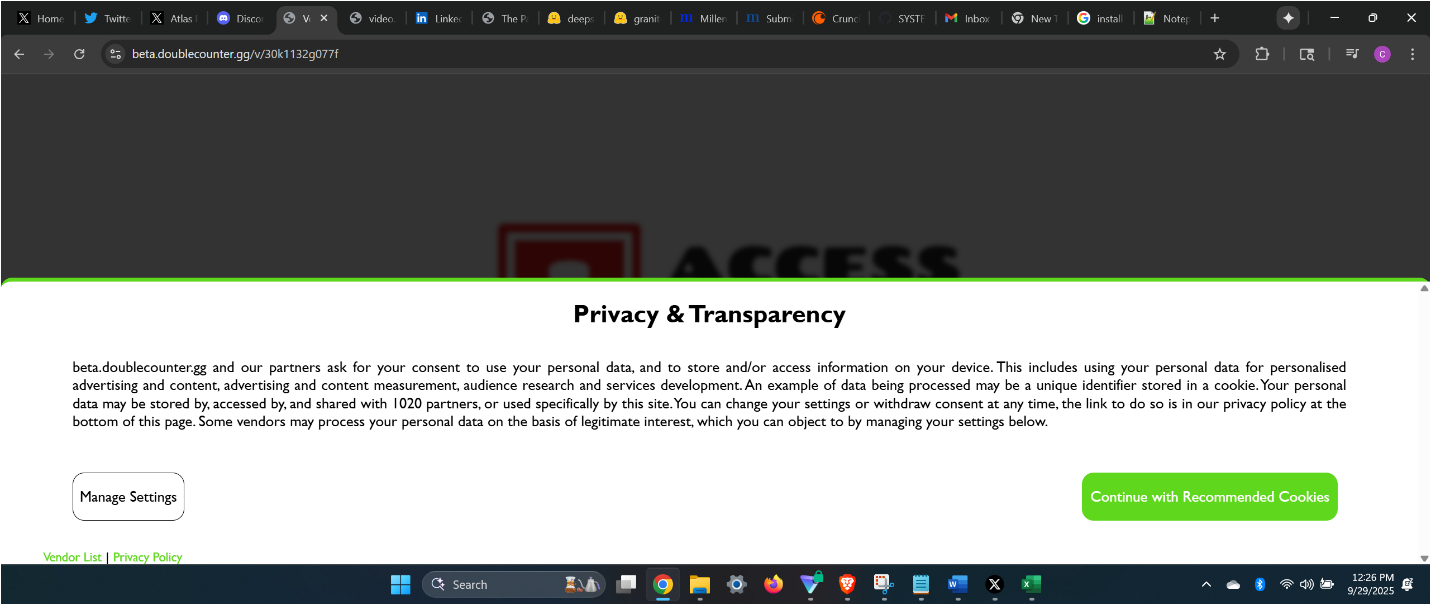 Home
Twitte
Atlas
Discor
Ve
video.
Linked
The Pa
deeps
granit
Miller
Subm
Crunc
SYSTE
Inbox
New T
install
Notep
beta.doublecounter.gg/v/30k1132g077f
ACCESS
Privacy & Transparency
beta.doublecounter.gg and our partners ask for your consent to use your personal data, and to store and/or access information on your device. This includes using your personal data for personalised
advertising and content, advertising and content measurement, audience research and services development. An example of data being processed may be a unique identifier stored in a cookie. Your personal
data may be stored by, accessed by, and shared with 1020 partners, or used specifically by this site. You can change your settings or withdraw consent at any time, the link to do so is in our privacy policy at the
bottom of this page. Some vendors may process your personal data on the basis of legitimate interest, which you can object to by managing your settings below.
Manage Settings
Continue with Recommended Cookies
Vendor List | Privacy Policy
Search
12:26 PM
9/29/2025